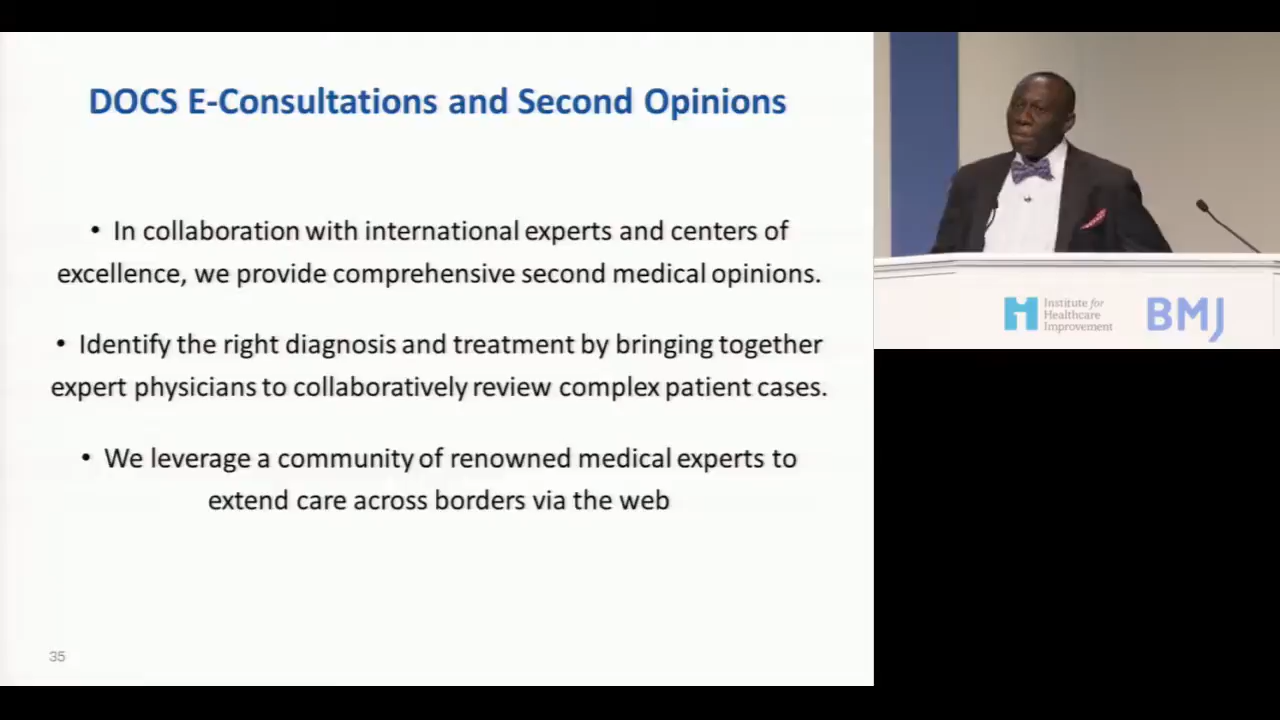 DOCS E-Consultations and Second Opinions
• In collaboration with international experts and centers of
excellence, we provide comprehensive second medical opinions.
• Identify the right diagnosis and treatment by bringing together
expert physicians to collaboratively review complex patient cases.
• We leverage a community of renowned medical experts to
extend care across borders via the web
35
Institute for
Healthcare
Improvement
BMJ